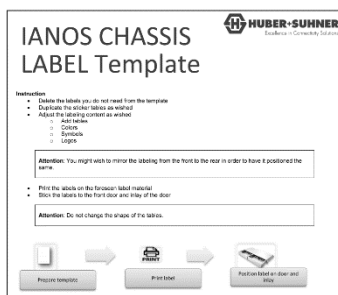 HUBER+SUHNER
Excellence in Connectivity Solutions
IANOS CHASSIS
LABEL Template
Instruction
Delete the labels you do not need from the template
Duplicate the sticker tables as wished
Adjust the labeling content as wished
Add tables
Colors
Symbols
Logos
Attention: You might wish to mirror the labeling from the front to the rear in order to have it positioned the
same.
Print the labels on the foreseen label material
Stick the labels to the front door and inlay of the door
Attention: Do not change the shape of the tables.
PRINT
Prepare template
Print label
Position label on door and
inlay